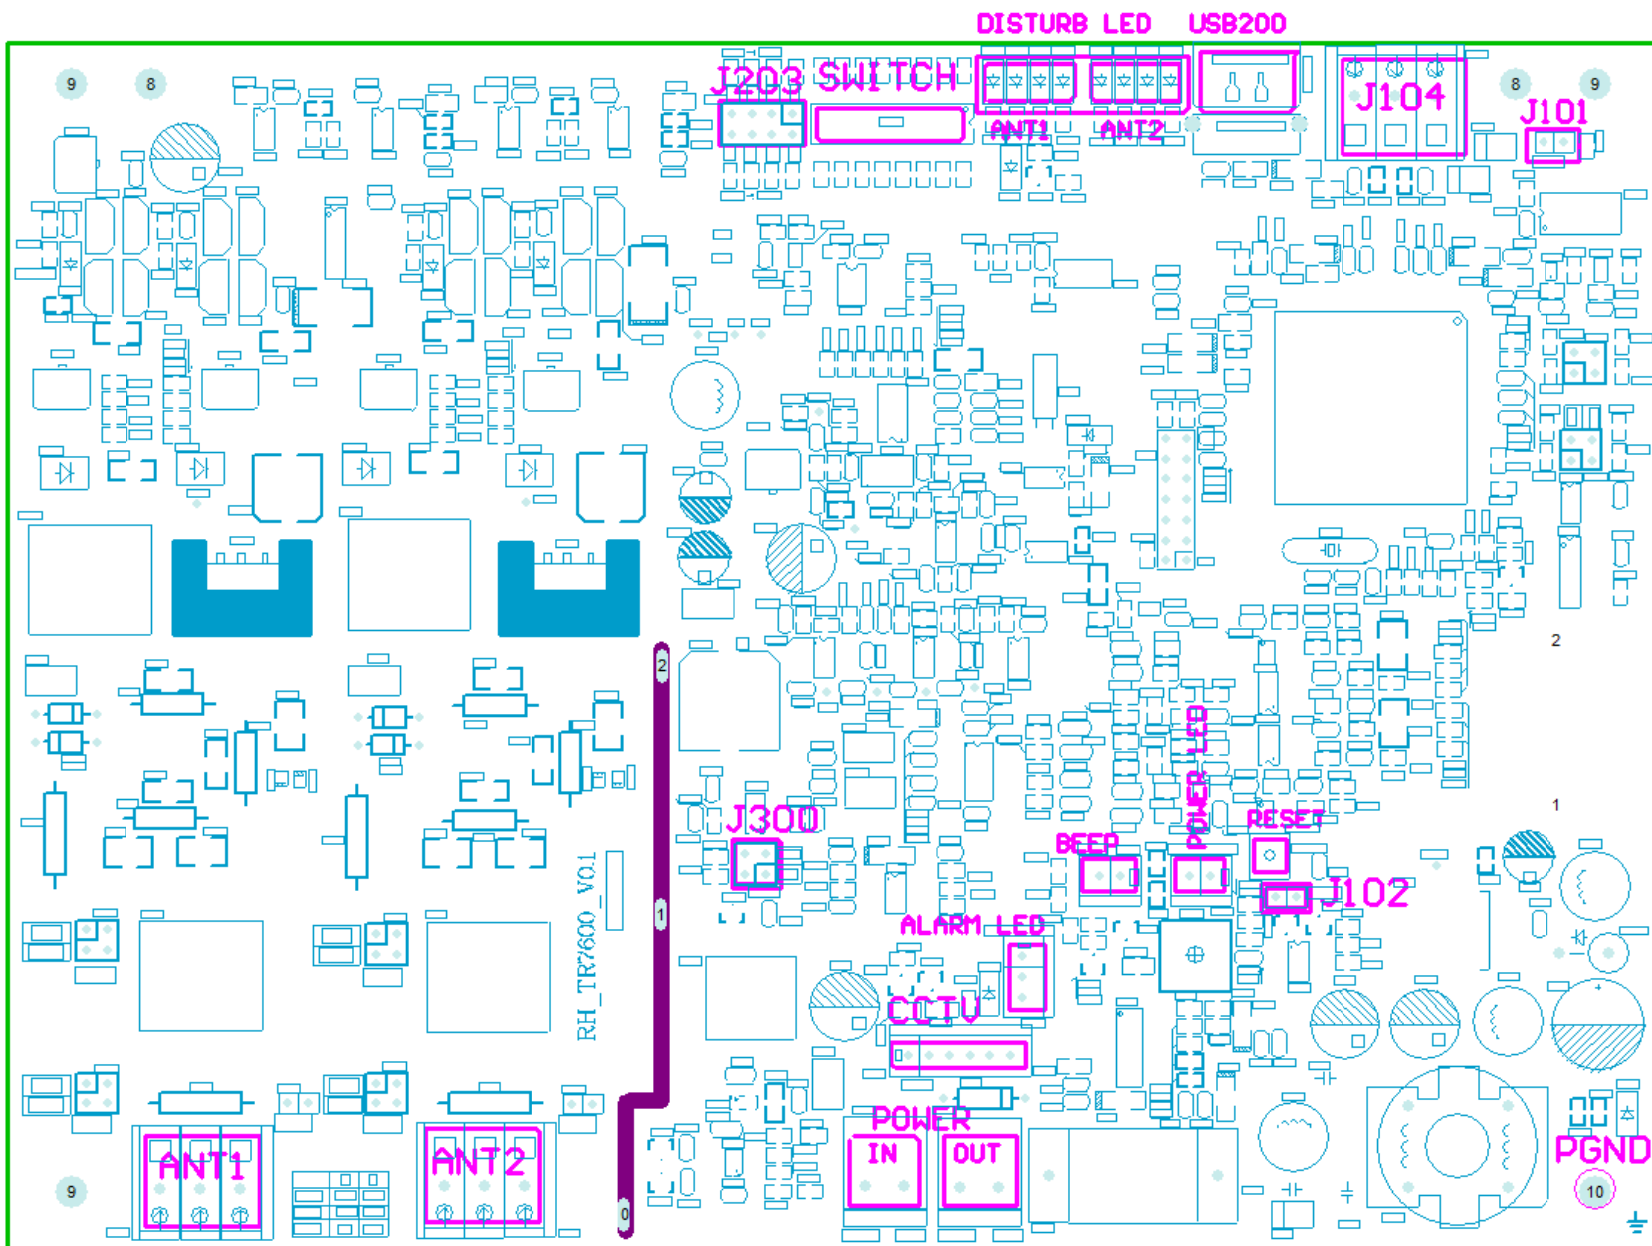 DISTURB LED USB200
9 8 J203 SWITCH J104 8 9
J101
ANT1 ANT2
2
2
POWER LED
1
J300 BEEP RESET
RH_TR7600_V0.1
J102
1
ALARM LED
CCTV
POWER
IN OUT
ANT1 ANT2
PGND
9 0 10